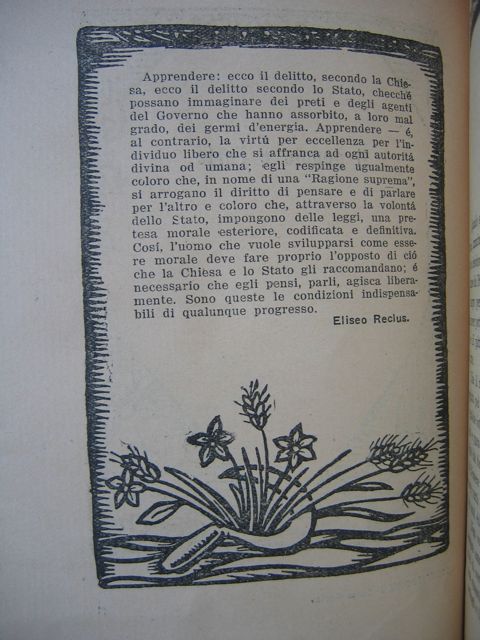 Apprendere: ecco il delitto, secondo la Chie-
sa, ecco il delitto secondo lo Stato, checchè
possano immaginare dei preti e degli agenti
del Governo che hanno assorbito, a loro mal
grado, dei germi d'energia. Apprendere — é,
al contrario, la virtú per eccellenza per l'in-
dividuo libero che si affranca ad ogni autoritá
divina od umana; egli respinge ugualmente
coloro che, in nome di una "Ragione suprema",
si arrogano il diritto di pensare e di parlare
per l'altro e coloro che, attraverso la volontá
dello Stato, impongono delle leggi, una pre-
tesa morale esteriore, codificata e definitiva.
Cosí, l'uomo che vuole svilupparsi come esse-
re morale deve fare proprio l'opposto di ció
che la Chiesa e lo Stato gli raccomandano; é
necessario che egli pensi, parli, agisca libera-
mente. Sono queste le condizioni indispensa-
bili di qualunque progresso.
Eliseo Reclus.